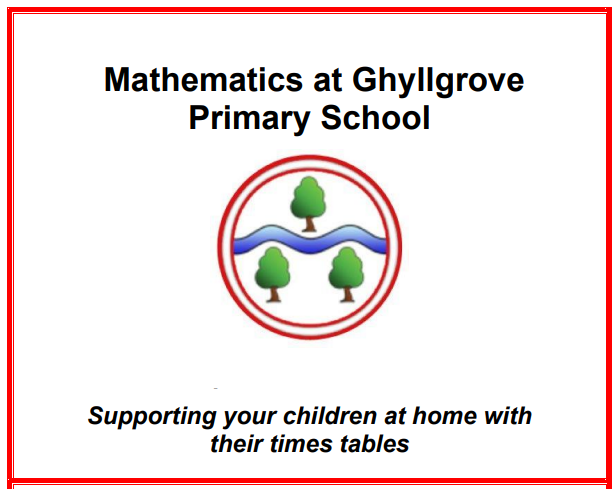 Mathematics at Ghyllgrove
Primary School
Supporting your children at home with
their times tables